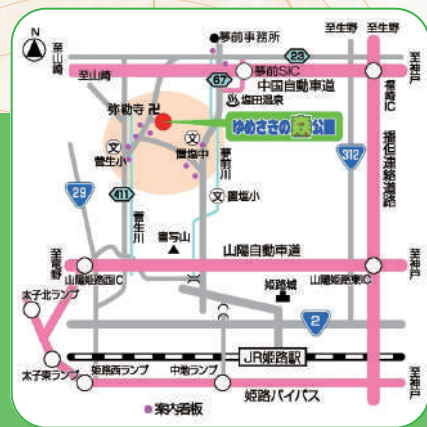 N
至山崎
夢前事務所
至生野
至生野
23
至神戸
至山崎
67
夢前SIC
中国自動車道
福崎IC
弥勒寺 卍
塩田温泉
ゆめさきの森公園
文
菅生小
文
置塩中
夢前川
播但連絡道路
312
29
411
菅生川
文 置塩小
書写山
山陽自動車道
至竜野
山陽姫路西IC
山陽姫路東IC
至神戸
姫路城
太子北ランプ
2
JR姫路駅
太子東ランプ
姫路西ランプ
中地ランプ
姫路バイパス
至神戸
案内看板